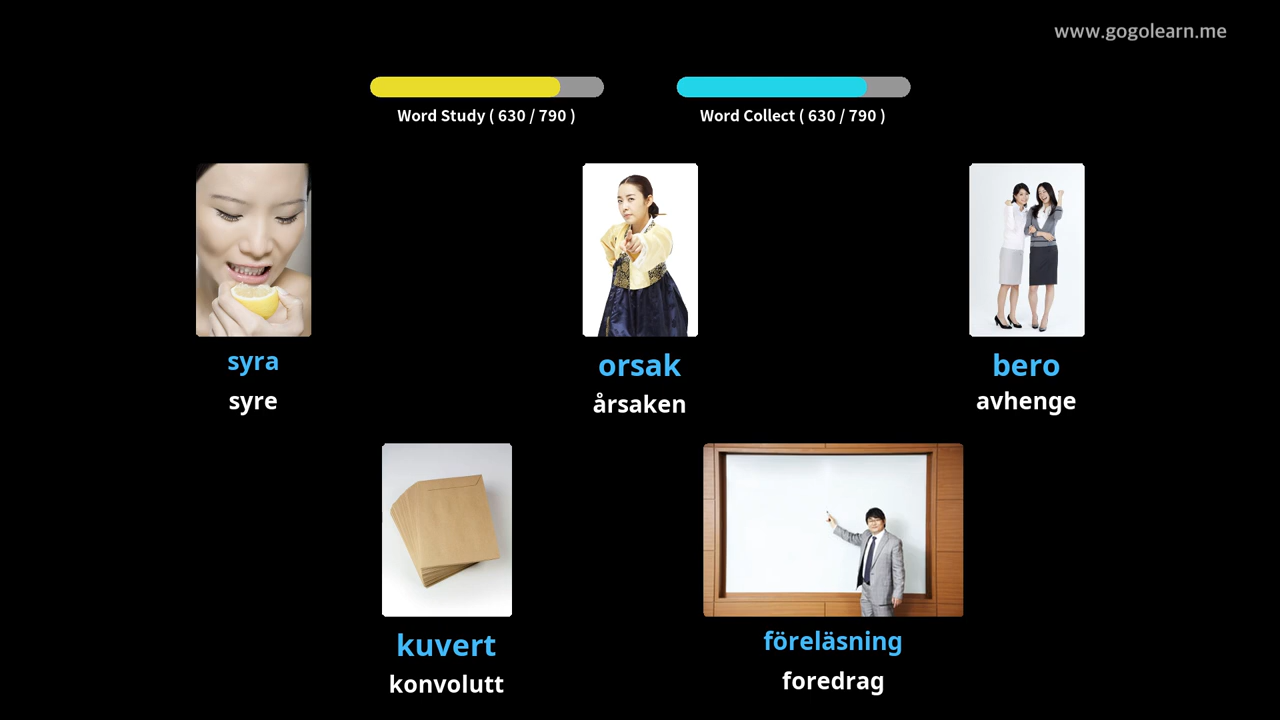 www.gogolearn.me
Word Study ( 630 / 790 )
Word Collect ( 630 / 790 )
syra
syre
orsak
årsaken
bero
avhenge
kuvert
konvolutt
föreläsning
foredrag